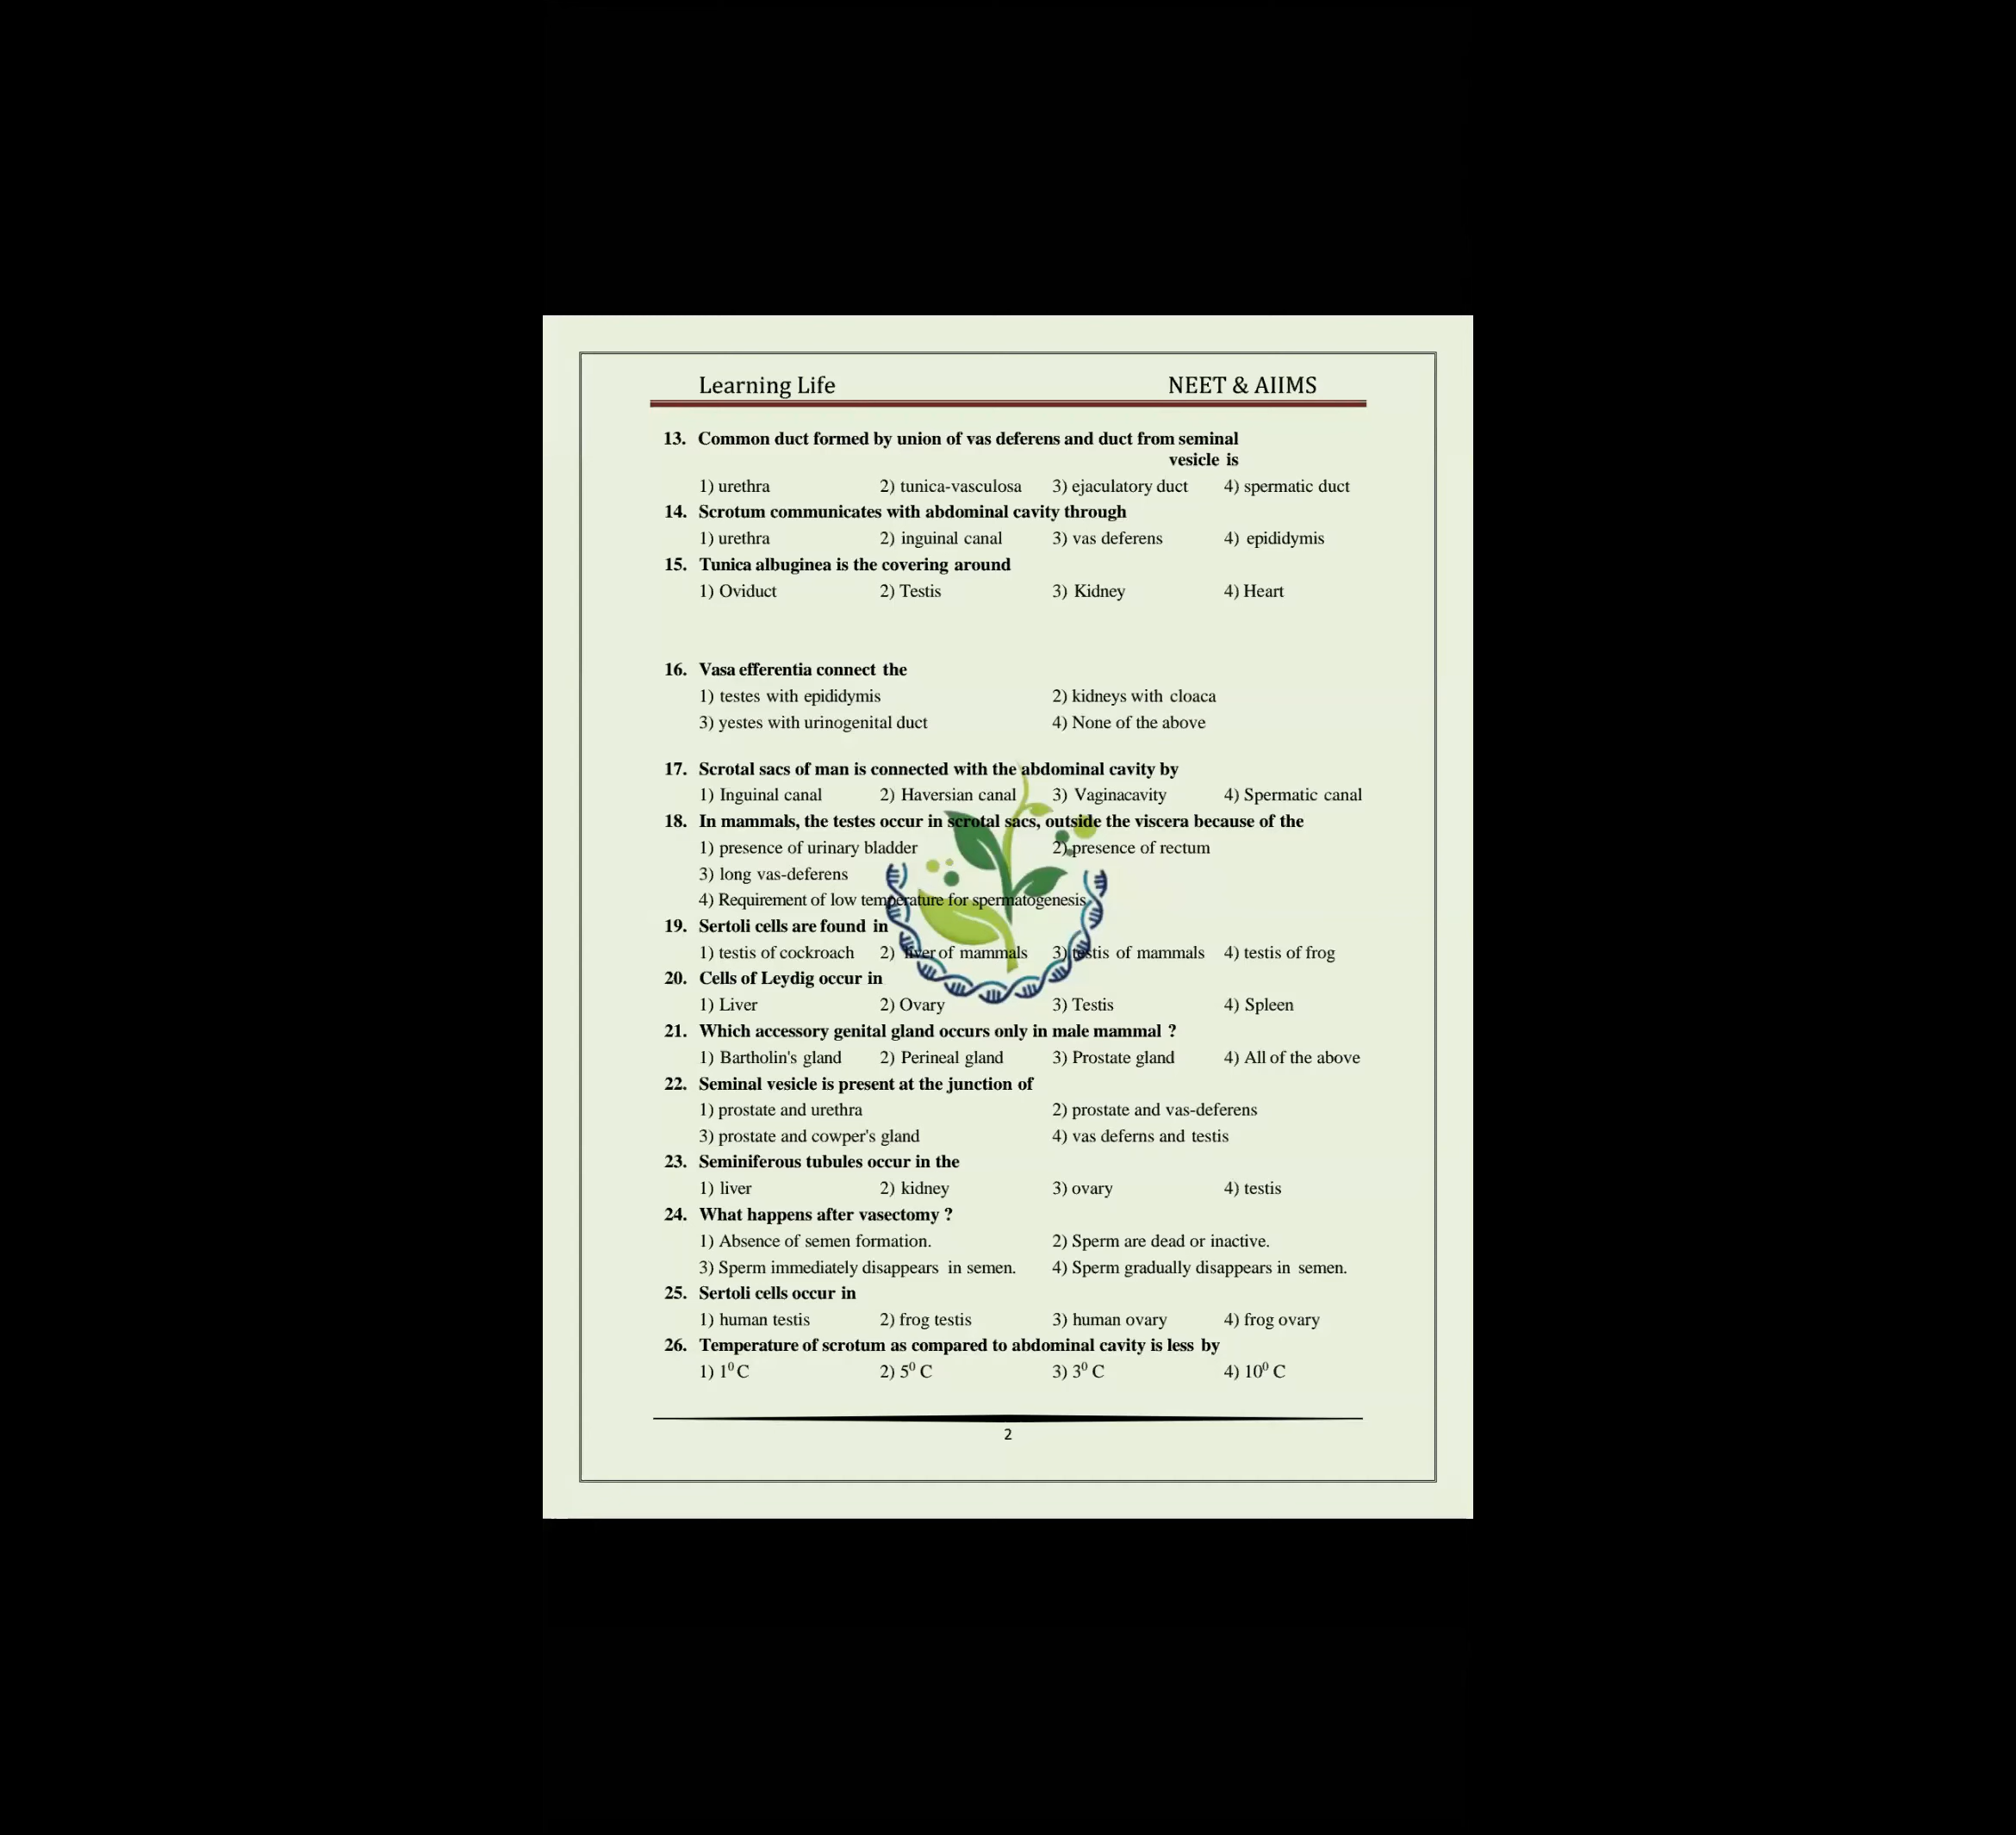 Learning Life NEET & AIIMS
13. Common duct formed by union of vas deferens and duct from seminal
vesicle is
1) urethra 2) tunica-vasculosa 3) ejaculatory duct 4) spermatic duct
14. Scrotum communicates with abdominal cavity through
1) urethra 2) inguinal canal 3) vas deferens 4) epididymis
15. Tunica albuginea is the covering around
1) Oviduct 2) Testis 3) Kidney 4) Heart
16. Vasa efferentia connect the
1) testes with epididymis 2) kidneys with cloaca
3) yestes with urinogenital duct 4) None of the above
17. Scrotal sacs of man is connected with the abdominal cavity by
1) Inguinal canal 2) Haversian canal 3) Vaginacavity 4) Spermatic canal
18. In mammals, the testes occur in scrotal sacs, outside the viscera because of the
1) presence of urinary bladder 2) presence of rectum
3) long vas-deferens
4) Requirement of low temperature for spermatogenesis
19. Sertoli cells are found in
1) testis of cockroach 2) liver of mammals 3) testis of mammals 4) testis of frog
20. Cells of Leydig occur in
1) Liver 2) Ovary 3) Testis 4) Spleen
21. Which accessory genital gland occurs only in male mammal ?
1) Bartholin's gland 2) Perineal gland 3) Prostate gland 4) All of the above
22. Seminal vesicle is present at the junction of
1) prostate and urethra 2) prostate and vas-deferens
3) prostate and cowper's gland 4) vas deferns and testis
23. Seminiferous tubules occur in the
1) liver 2) kidney 3) ovary 4) testis
24. What happens after vasectomy ?
1) Absence of semen formation. 2) Sperm are dead or inactive.
3) Sperm immediately disappears in semen. 4) Sperm gradually disappears in semen.
25. Sertoli cells occur in
1) human testis 2) frog testis 3) human ovary 4) frog ovary
26. Temperature of scrotum as compared to abdominal cavity is less by
1) 1⁰ C 2) 5⁰ C 3) 3⁰ C 4) 10⁰ C
2